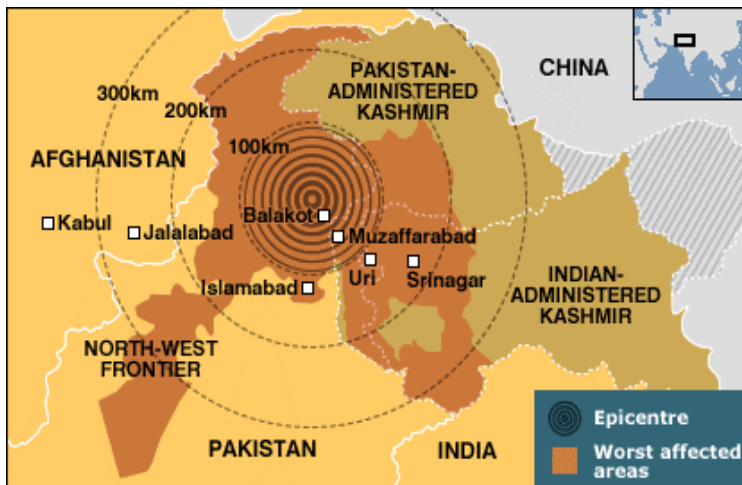 300km
200km
100km
PAKISTAN-
ADMINISTERED
KASHMIR
CHINA
AFGHANISTAN
Balakot
Kabul
Jalalabad
Muzaffarabad
Uri
Srinagar
Islamabad
INDIAN-
ADMINISTERED
KASHMIR
NORTH-WEST
FRONTIER
PAKISTAN
INDIA
Epicentre
Worst affected
areas